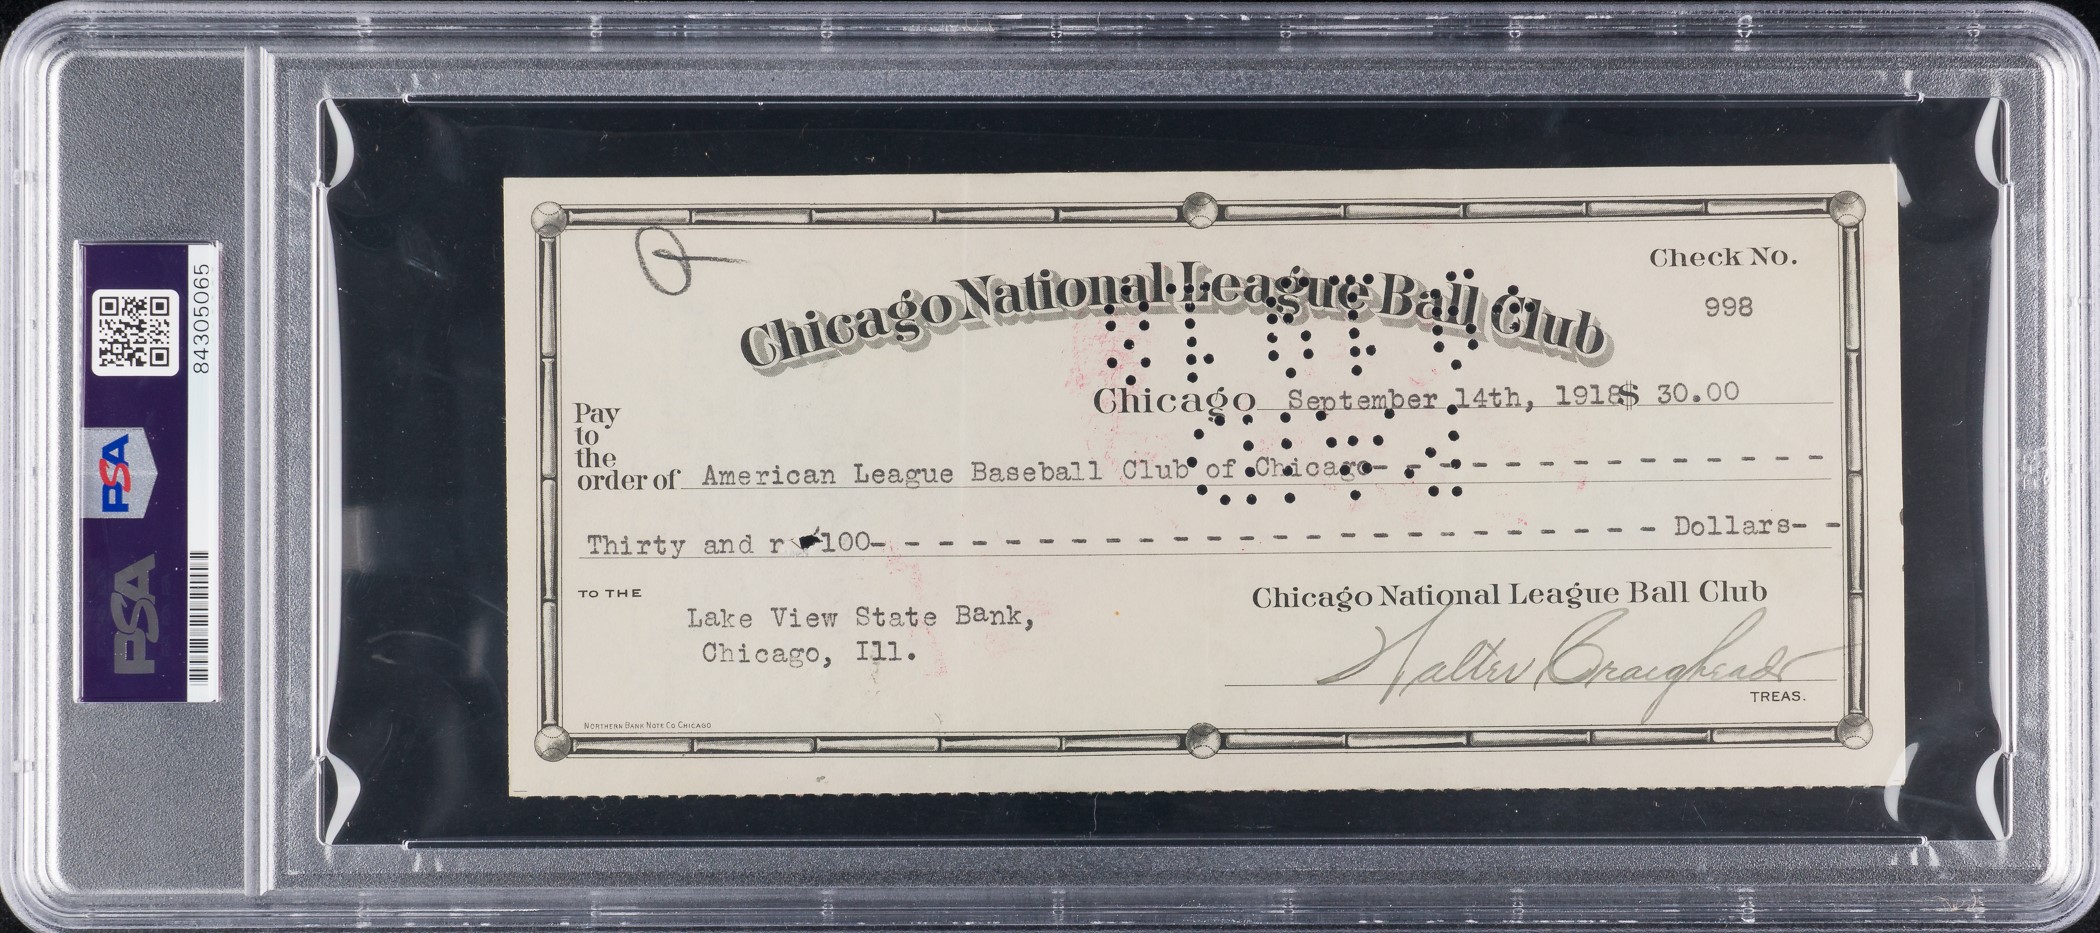 84305065
PSA
PSA
Check No.
998
Chicago National League Ball Club
Chicago September 14th, 1918 $ 30.00
Pay
to
the
order of American League Baseball Club of Chicago- - - - - - - - - - - - - - -
Thirty and 100- - - - - - - - - - - - - - - - - - - - - - - - Dollars- -
TO THE
Lake View State Bank,
Chicago, Ill.
Chicago National League Ball Club
Walter Craighead
TREAS.
NORTHERN BANK NOTE CO CHICAGO